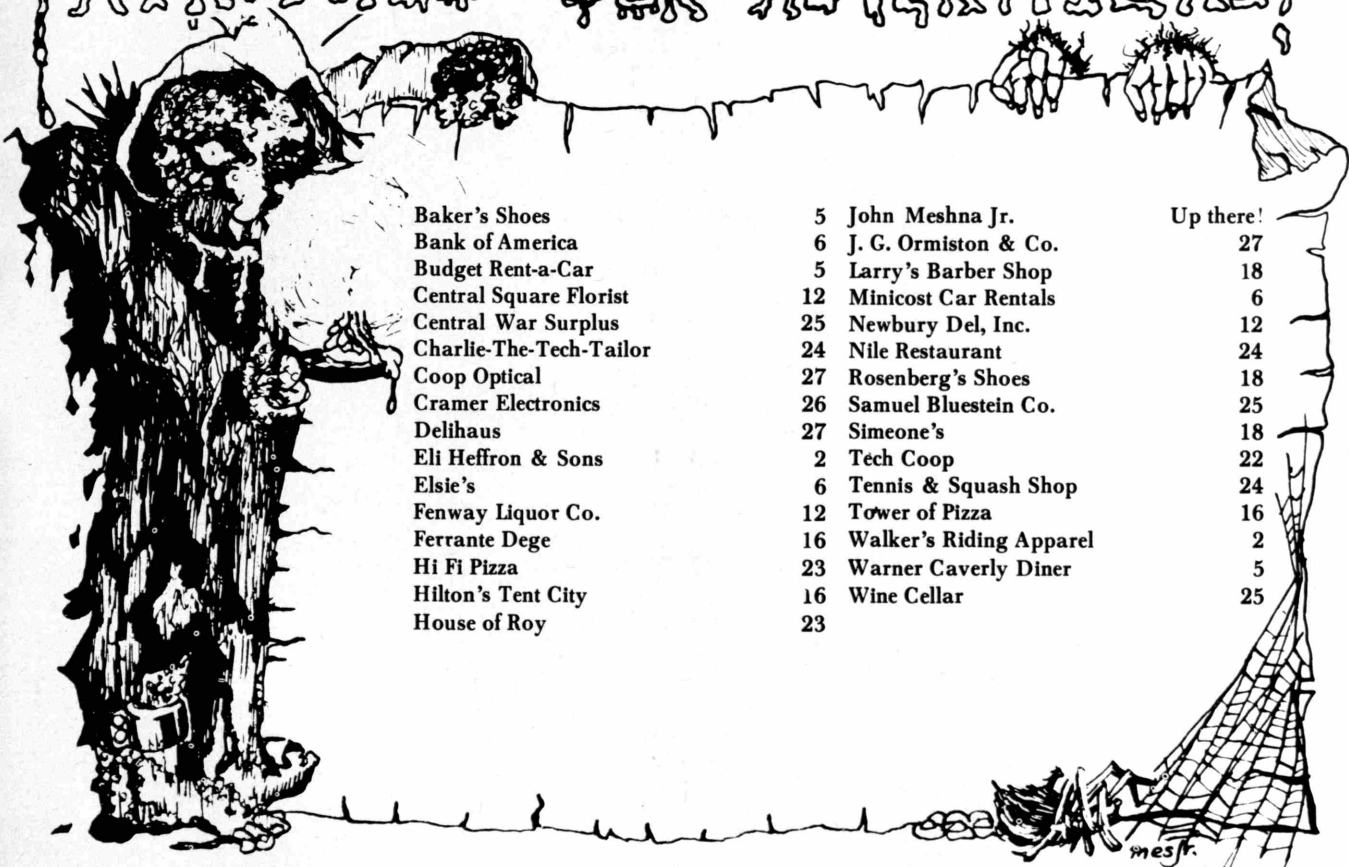 Baker's Shoes 5
Bank of America 6
Budget Rent-a-Car 5
Central Square Florist 12
Central War Surplus 25
Charlie-The-Tech-Tailor 24
Coop Optical 27
Cramer Electronics 26
Delihaus 27
Eli Heffron & Sons 2
Elsie's 6
Fenway Liquor Co. 12
Ferrante Dege 16
Hi Fi Pizza 23
Hilton's Tent City 16
House of Roy 23
John Meshna Jr. Up there!
J. G. Ormiston & Co. 27
Larry's Barber Shop 18
Minicost Car Rentals 6
Newbury Del, Inc. 12
Nile Restaurant 24
Rosenberg's Shoes 18
Samuel Bluestein Co. 25
Simeone's 18
Tech Coop 22
Tennis & Squash Shop 24
Tower of Pizza 16
Walker's Riding Apparel 2
Warner Caverly Diner 5
Wine Cellar 25